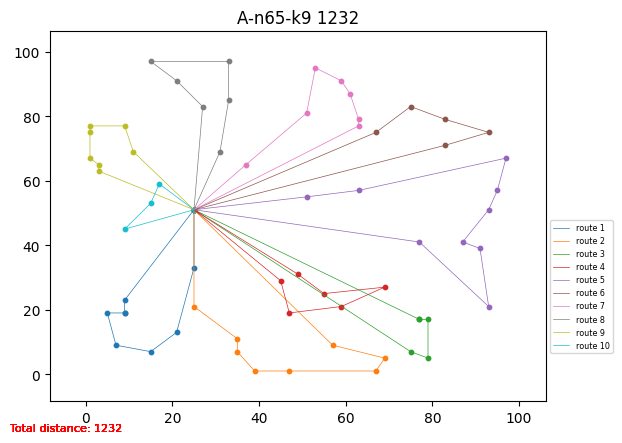 A-n65-k9 1232
100
80
60
40
20
0
0 20 40 60 80 100
route 1
route 2
route 3
route 4
route 5
route 6
route 7
route 8
route 9
route 10
Total distance: 1232